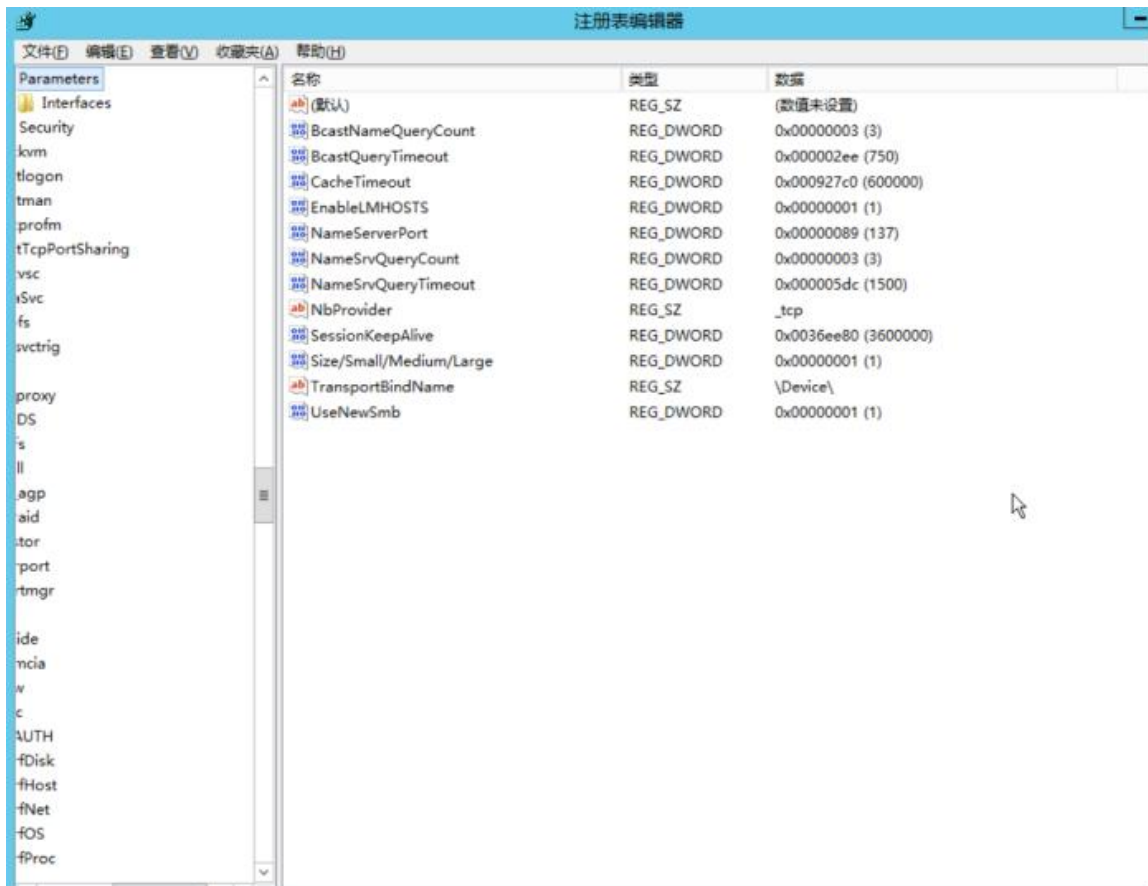 注册表编辑器
文件(F) 编辑(E) 查看(V) 收藏夹(A) 帮助(H)
Parameters
Interfaces
Security
kvm
tlogon
tman
profm
tTcpPortSharing
vsc
aSvc
fs
svctrig
proxy
DS
s
ll
_agp
aid
stor
port
rtmgr
ide
mcia
w
c
AUTH
fDisk
fHost
fNet
fOS
fProc
名称 类型 数据
(默认) REG_SZ (数值未设置)
BcastNameQueryCount REG_DWORD 0x00000003 (3)
BcastQueryTimeout REG_DWORD 0x000002ee (750)
CacheTimeout REG_DWORD 0x000927c0 (600000)
EnableLMHOSTS REG_DWORD 0x00000001 (1)
NameServerPort REG_DWORD 0x00000089 (137)
NameSrvQueryCount REG_DWORD 0x00000003 (3)
NameSrvQueryTimeout REG_DWORD 0x000005dc (1500)
NbProvider REG_SZ _tcp
SessionKeepAlive REG_DWORD 0x0036ee80 (3600000)
Size/Small/Medium/Large REG_DWORD 0x00000001 (1)
TransportBindName REG_SZ \Device\
UseNewSmb REG_DWORD 0x00000001 (1)